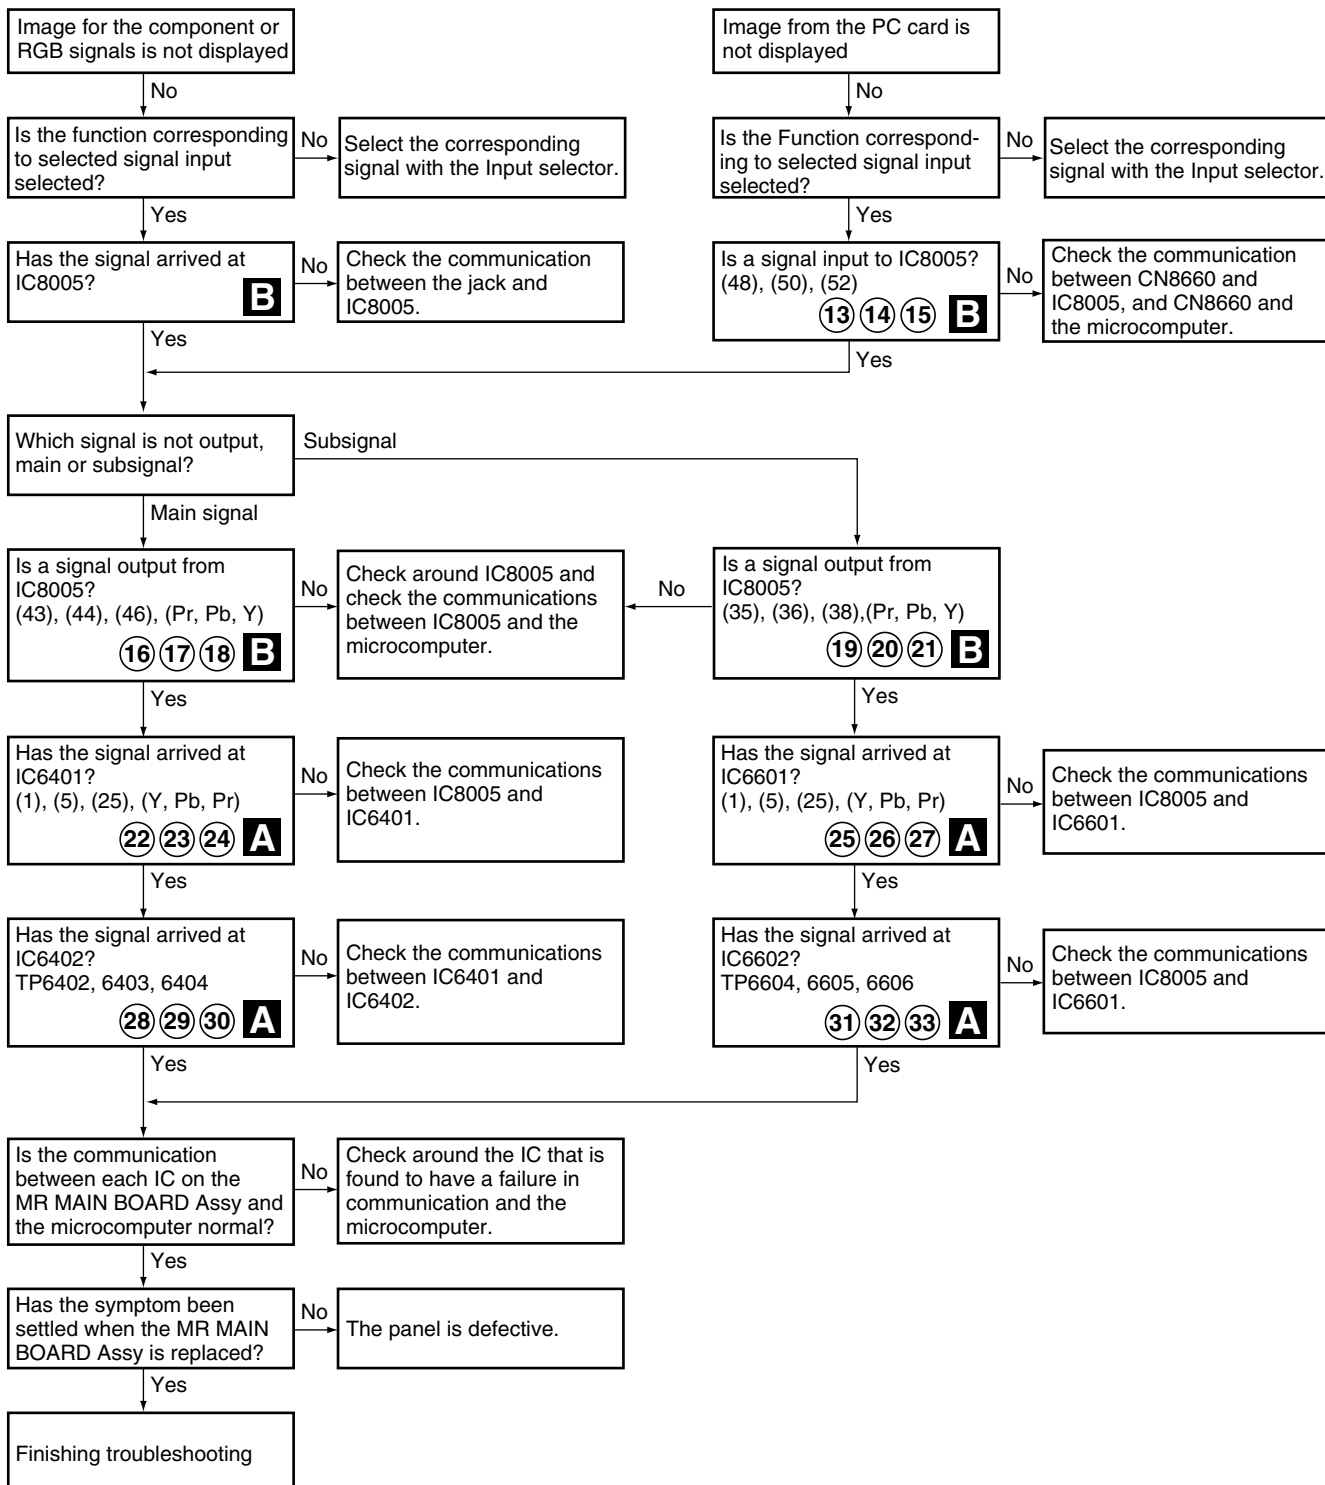 Image for the component or
RGB signals is not displayed
Image from the PC card is
not displayed
No
No
Is the function corresponding
to selected signal input
selected?
No
Select the corresponding
signal with the Input selector.
Is the Function correspond-
ing to selected signal input
selected?
No
Select the corresponding
signal with the Input selector.
Yes
Yes
Has the signal arrived at
IC8005?
B
No
Check the communication
between the jack and
IC8005.
Is a signal input to IC8005?
(48), (50), (52)
13 14 15 B
No
Check the communication
between CN8660 and
IC8005, and CN8660 and
the microcomputer.
Yes
Yes
Which signal is not output,
main or subsignal?
Subsignal
Main signal
Is a signal output from
IC8005?
(43), (44), (46), (Pr, Pb, Y)
16 17 18 B
No
Check around IC8005 and
check the communications
between IC8005 and the
microcomputer.
No
Is a signal output from
IC8005?
(35), (36), (38),(Pr, Pb, Y)
19 20 21 B
Yes
Yes
Has the signal arrived at
IC6401?
(1), (5), (25), (Y, Pb, Pr)
22 23 24 A
No
Check the communications
between IC8005 and
IC6401.
Has the signal arrived at
IC6601?
(1), (5), (25), (Y, Pb, Pr)
25 26 27 A
No
Check the communications
between IC8005 and
IC6601.
Yes
Yes
Has the signal arrived at
IC6402?
TP6402, 6403, 6404
28 29 30 A
No
Check the communications
between IC6401 and
IC6402.
Has the signal arrived at
IC6602?
TP6604, 6605, 6606
31 32 33 A
No
Check the communications
between IC8005 and
IC6601.
Yes
Yes
Is the communication
between each IC on the
MR MAIN BOARD Assy and
the microcomputer normal?
No
Check around the IC that is
found to have a failure in
communication and the
microcomputer.
Yes
Has the symptom been
settled when the MR MAIN
BOARD Assy is replaced?
No
The panel is defective.
Yes
Finishing troubleshooting